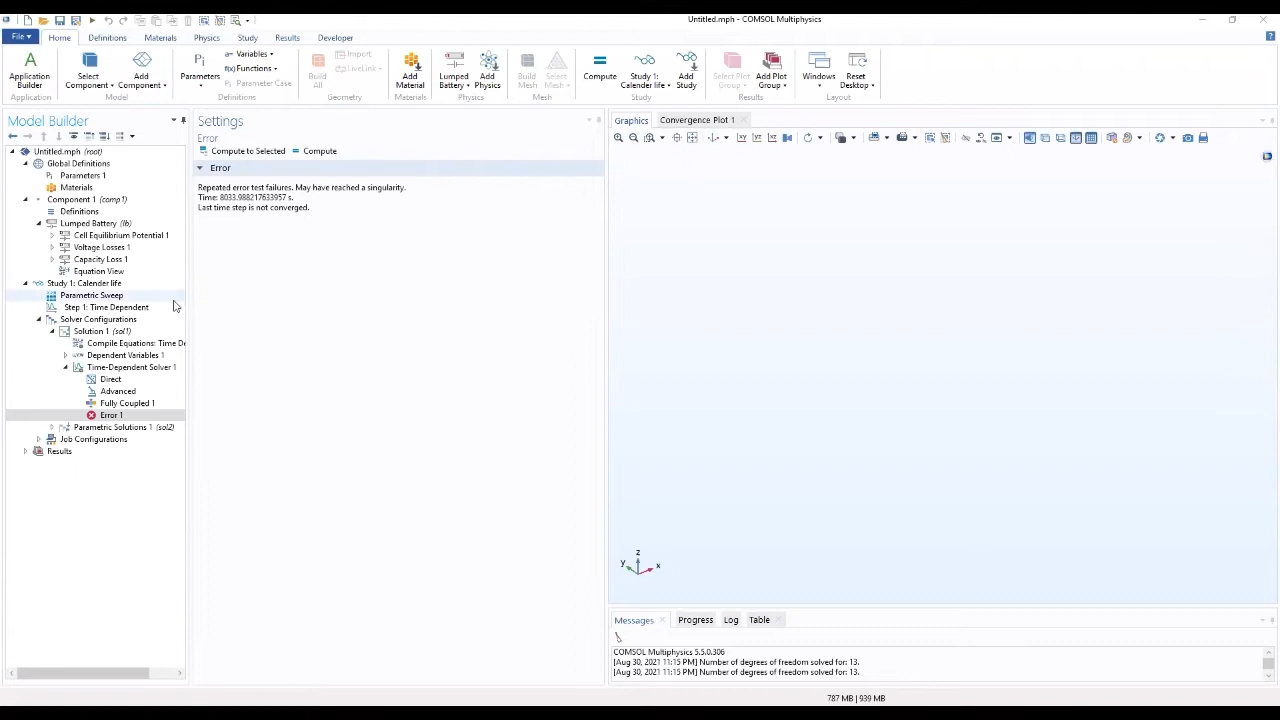 Untitled.mph - COMSOL Multiphysics
File
Home
Definitions
Materials
Physics
Study
Results
Developer
Application
Builder
Select
Component
Add
Component
Parameters
a= Variables
f(x) Functions
Parameter Case
Import
LiveLink
Build
All
Add
Material
Lumped
Battery
Add
Physics
Build
Mesh
Select
Mesh
Compute
Study 1:
Calender life
Add
Study
Select Plot
Group
Add Plot
Group
Windows
Reset
Desktop
Application
Model
Definitions
Geometry
Materials
Physics
Mesh
Study
Results
Layout
Model Builder
Untitled.mph (root)
Global Definitions
Parameters 1
Materials
Component 1 (comp1)
Definitions
Lumped Battery (lb)
Cell Equilibrium Potential 1
Voltage Losses 1
Capacity Loss 1
Equation View
Study 1: Calender life
Parametric Sweep
Step 1: Time Dependent
Solver Configurations
Solution 1 (sol1)
Compile Equations: Time De
Dependent Variables 1
Time-Dependent Solver 1
Direct
Advanced
Fully Coupled 1
Error 1
Parametric Solutions 1 (sol2)
Job Configurations
Results
Settings
Error
Compute to Selected
= Compute
Error
Repeated error test failures. May have reached a singularity.
Time: 8033.988217633957 s.
Last time step is not converged.
Graphics
Convergence Plot 1
z
y
x
Messages
Progress
Log
Table
COMSOL Multiphysics 5.5.0.306
[Aug 30, 2021 11:15 PM] Number of degrees of freedom solved for: 13.
[Aug 30, 2021 11:15 PM] Number of degrees of freedom solved for: 13.
787 MB | 939 MB